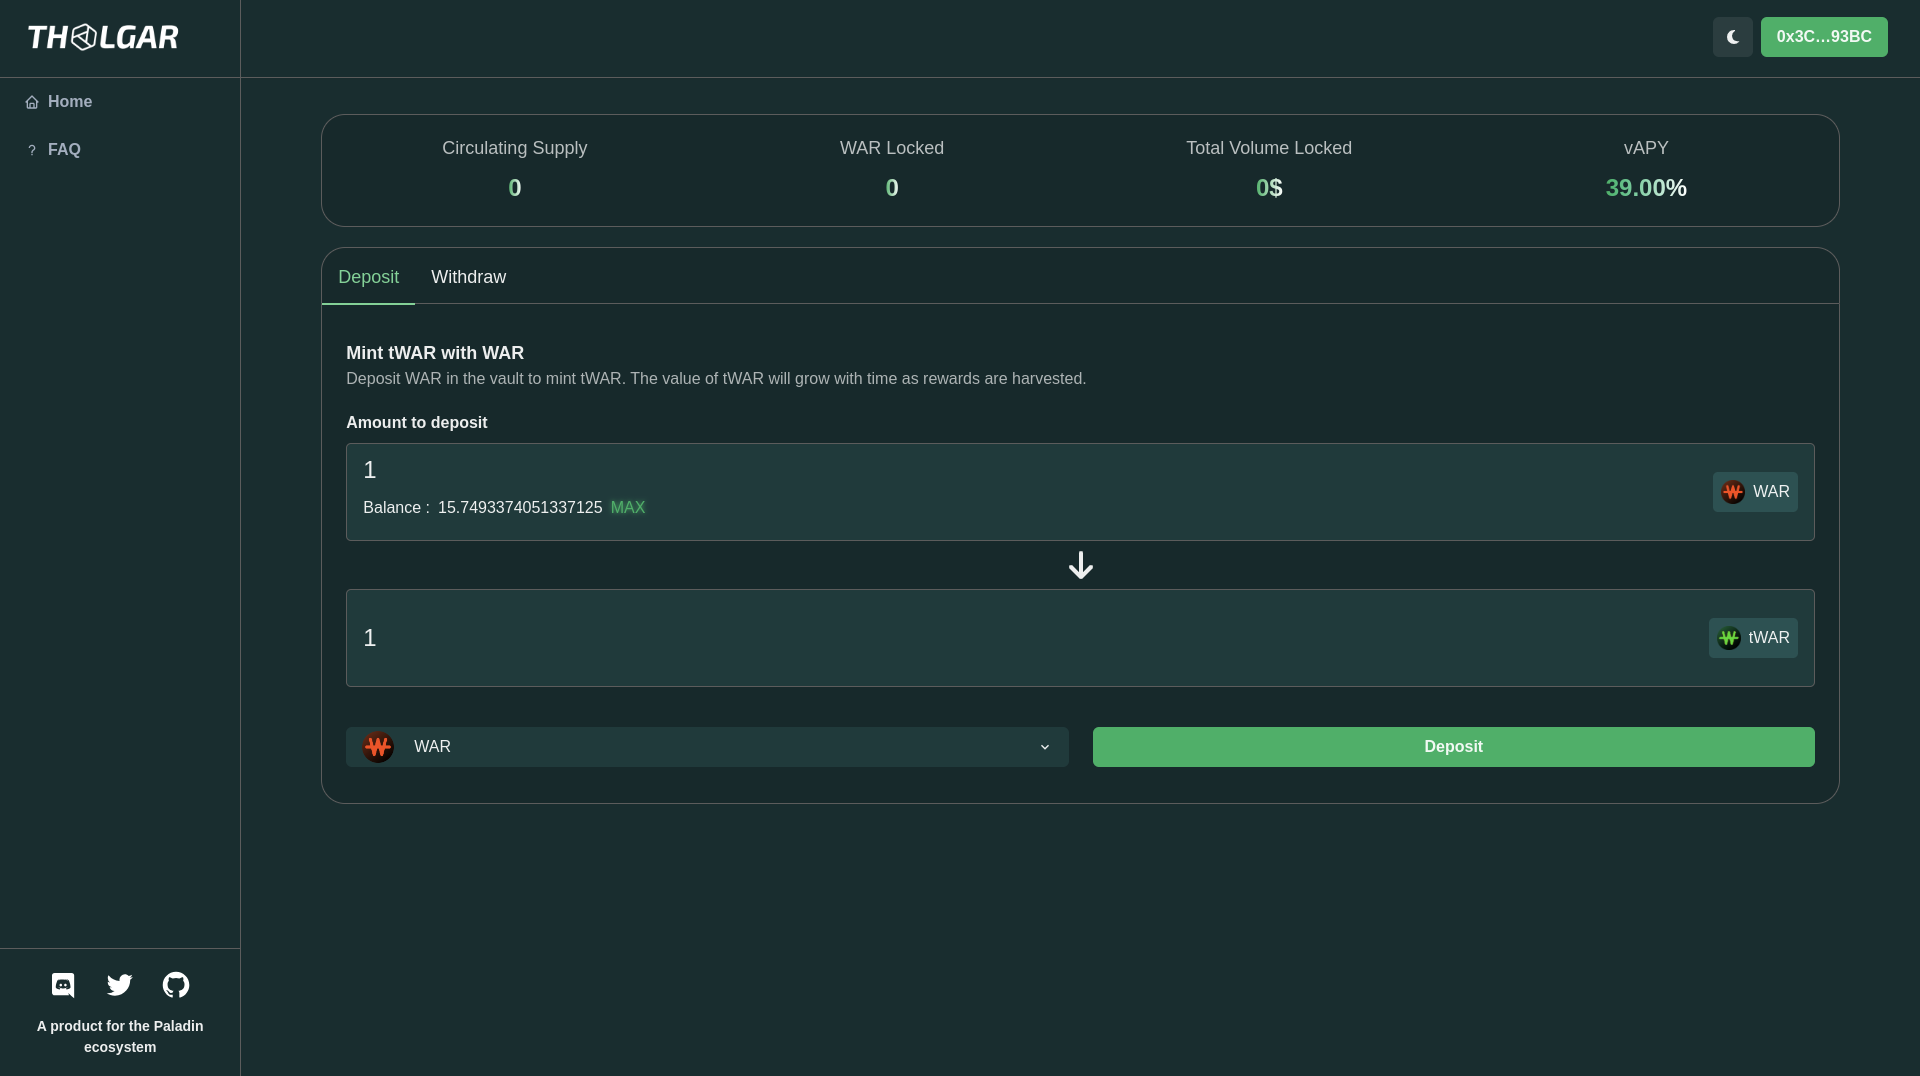 THOLGAR
0x3C...93BC
Home
? FAQ
Circulating Supply
0
WAR Locked
0
Total Volume Locked
0$
vAPY
39.00%
Deposit
Withdraw
Mint tWAR with WAR
Deposit WAR in the vault to mint tWAR. The value of tWAR will grow with time as rewards are harvested.
Amount to deposit
1
Balance : 15.7493374051337125 MAX
WAR
1
tWAR
WAR
Deposit
A product for the Paladin
ecosystem